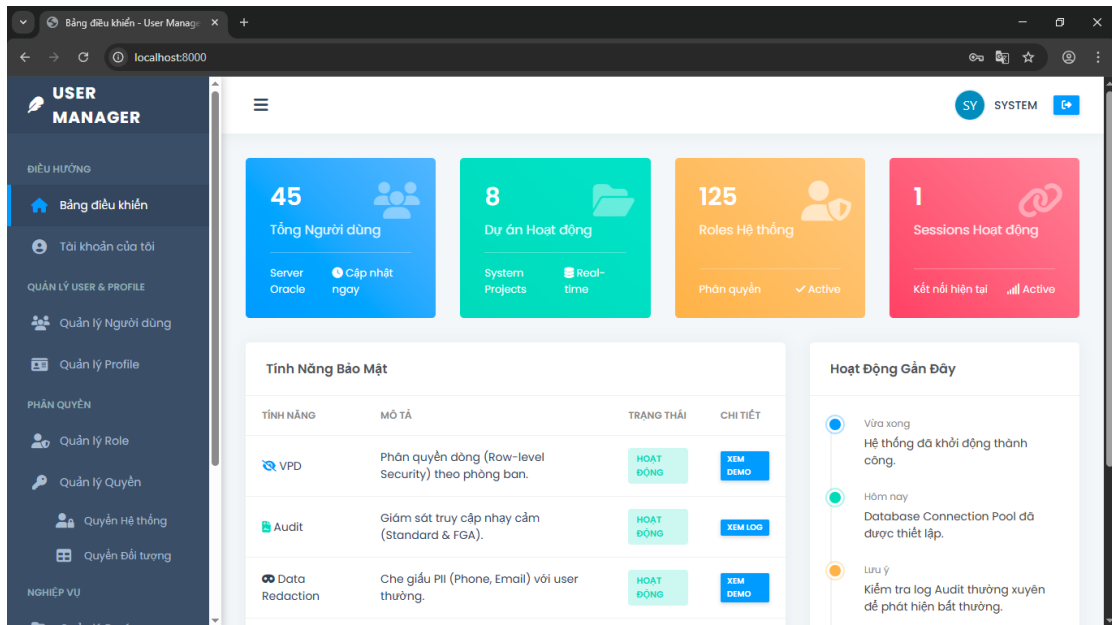 Bảng điều khiển - User Manage
localhost:8000
USER
MANAGER
SY
SYSTEM
ĐIỀU HƯỚNG
Bảng điều khiển
Tài khoản của tôi
QUẢN LÝ USER & PROFILE
Quản lý Người dùng
Quản lý Profile
PHÂN QUYỀN
Quản lý Role
Quản lý Quyền
Quyền Hệ thống
Quyền Đối tượng
NGHIỆP VỤ
45
Tổng Người dùng
Server
Oracle
Cập nhật
ngay
8
Dự án Hoạt động
System
Projects
Real-
time
125
Roles Hệ thống
Phân quyền
Active
1
Sessions Hoạt động
Kết nối hiện tại
Active
Tính Năng Bảo Mật
TÍNH NĂNG MÔ TẢ TRẠNG THÁI CHI TIẾT
VPD
Phân quyền dòng (Row-level
Security) theo phòng ban.
HOẠT
ĐỘNG
XEM
DEMO
Audit
Giám sát truy cập nhạy cảm
(Standard & FGA).
HOẠT
ĐỘNG
XEM LOG
Data
Redaction
Che giấu PII (Phone, Email) với user
thường.
HOẠT
ĐỘNG
XEM
DEMO
Hoạt Động Gần Đây
Vừa xong
Hệ thống đã khởi động thành
công.
Hôm nay
Database Connection Pool đã
được thiết lập.
Lưu ý
Kiểm tra log Audit thường xuyên
để phát hiện bất thường.